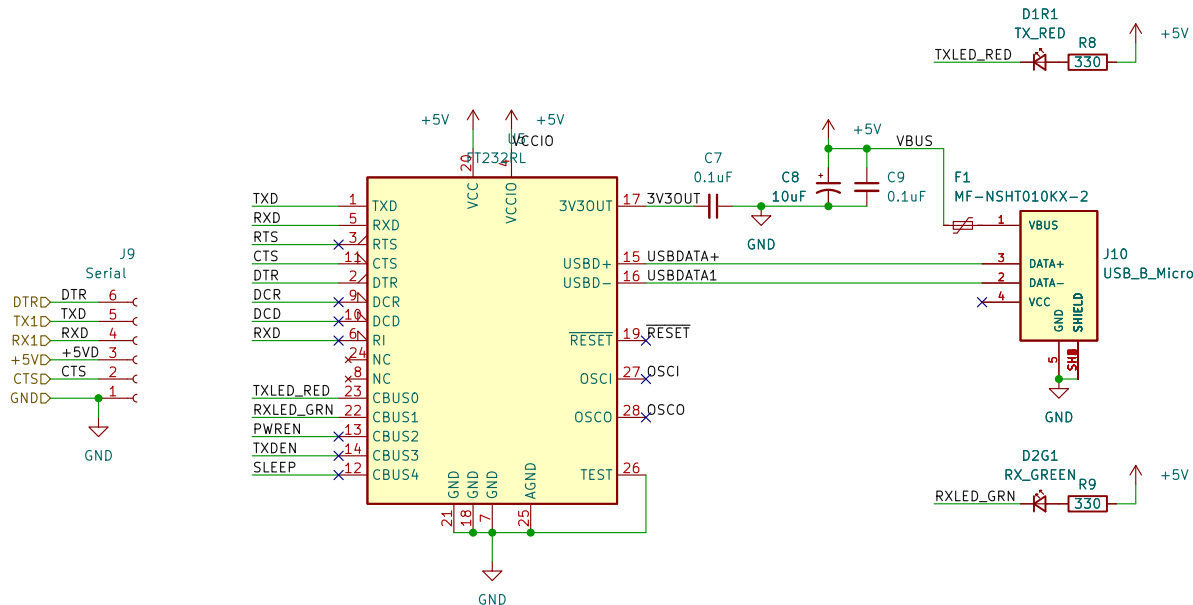 D1R1
TX_RED
TXLED_RED
R8
330
+5V
+5V
+5V
U5
VCCIO
FT232RL
20
4
VCC
VCCIO
+5V
VBUS
C7
0.1uF
C8
10uF
C9
0.1uF
F1
MF-NSHT010KX-2
GND
TXD 1 TXD
RXD 5 RXD
RTS 3 RTS
CTS 11 CTS
DTR 2 DTR
DCR 9 DCR
DCD 10 DCD
RXD 6 RI
24 NC
8 NC
TXLED_RED 23 CBUS0
RXLED_GRN 22 CBUS1
PWREN 13 CBUS2
TXDEN 14 CBUS3
SLEEP 12 CBUS4
3V3OUT 17 3V3OUT
USBD+ 15 USBDATA+
USBD- 16 USBDATA1
RESET 19 RESET
OSCI 27 OSCI
OSCO 28 OSCO
TEST 26
GND
GND
GND
AGND
21
18
7
25
GND
1 VBUS
3 DATA+
2 DATA-
4 VCC
GND
SHIELD
5
J10
USB_B_Micro
GND
J9
Serial
DTR DTR 6
TX1 TXD 5
RX1 RXD 4
+5V +5VD 3
CTS CTS 2
GND 1
GND
D2G1
RX_GREEN
RXLED_GRN
R9
330
+5V